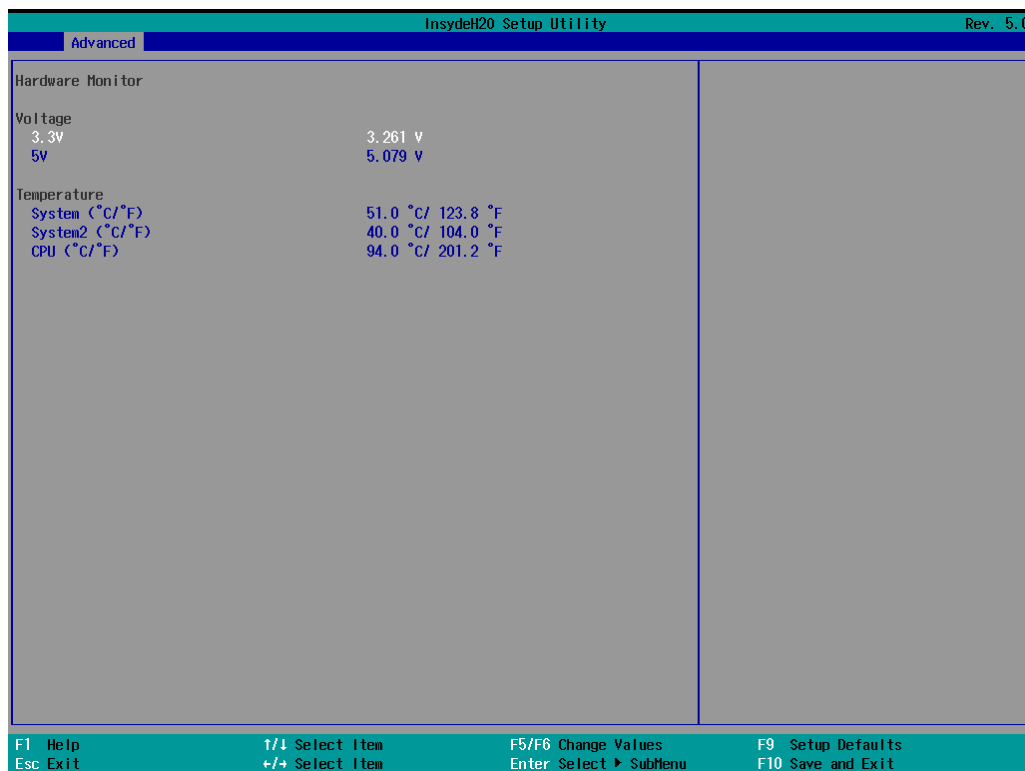 InsydeH20 Setup Utility Rev. 5.0
Advanced
Hardware Monitor
Voltage
3.3V 3.261 V
5V 5.079 V
Temperature
System (°C/°F) 51.0 °C/ 123.8 °F
System2 (°C/°F) 40.0 °C/ 104.0 °F
CPU (°C/°F) 94.0 °C/ 201.2 °F
F1 Help ↑/↓ Select Item F5/F6 Change Values F9 Setup Defaults
Esc Exit ←/→ Select Item Enter Select ▶ SubMenu F10 Save and Exit